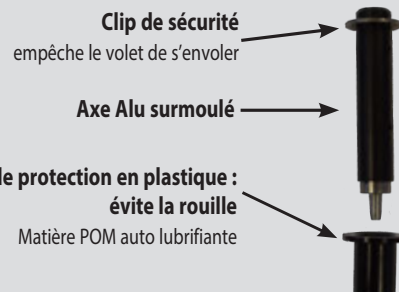 Clip de sécurité
empêche le volet de s’envoler
Axe Alu surmoulé
de protection en plastique :
évite la rouille
Matière POM auto lubrifiante